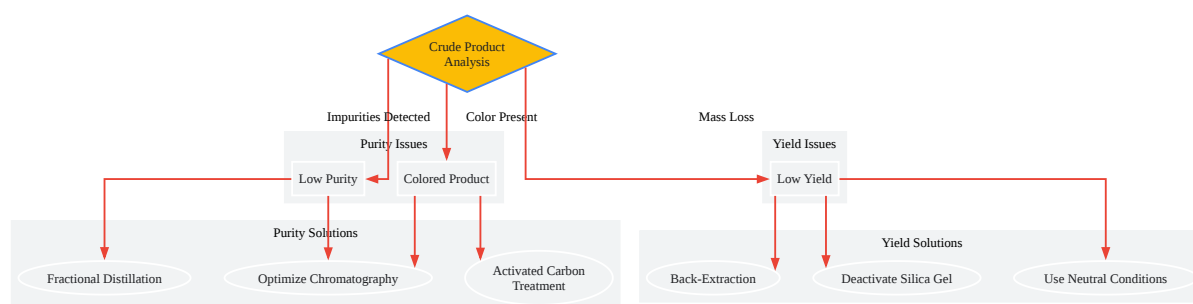 Crude Product
Analysis
Impurities Detected
Color Present
Mass Loss
Purity Issues
Yield Issues
Low Purity
Colored Product
Low Yield
Purity Solutions
Yield Solutions
Fractional Distillation
Optimize Chromatography
Activated Carbon
Treatment
Back-Extraction
Deactivate Silica Gel
Use Neutral Conditions